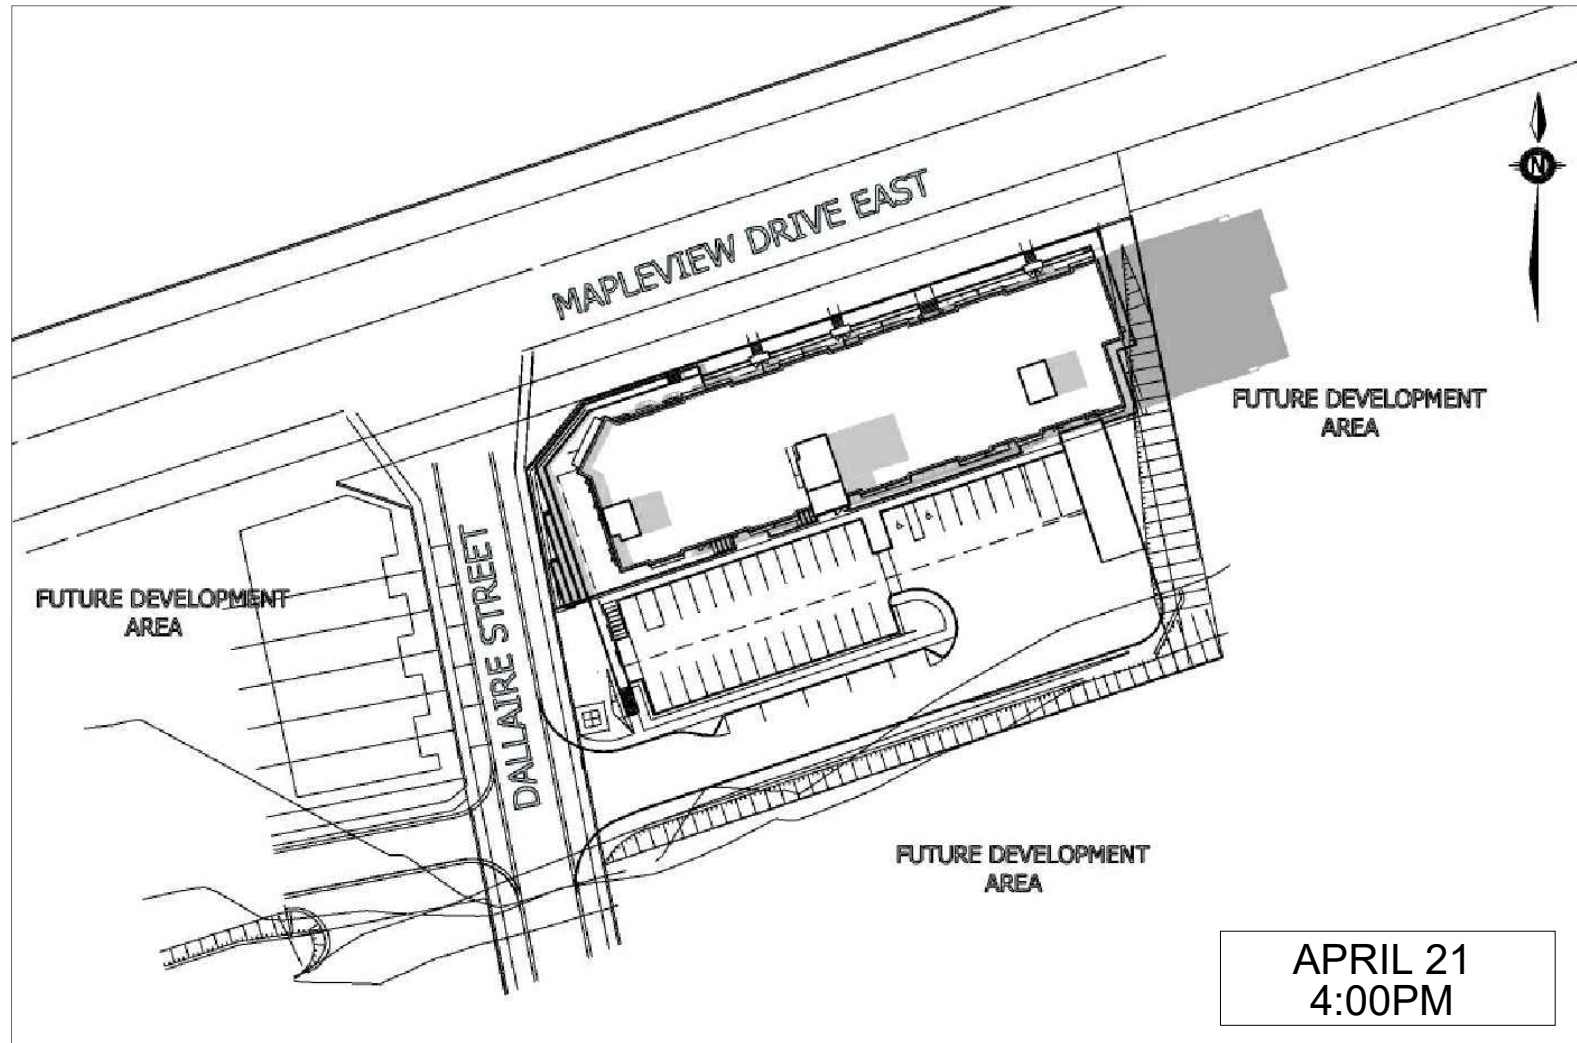 MAPLEVIEW DRIVE EAST
N
FUTURE DEVELOPMENT
AREA
FUTURE DEVELOPMENT
AREA
DALLAIRE STREET
FUTURE DEVELOPMENT
AREA
APRIL 21
4:00PM